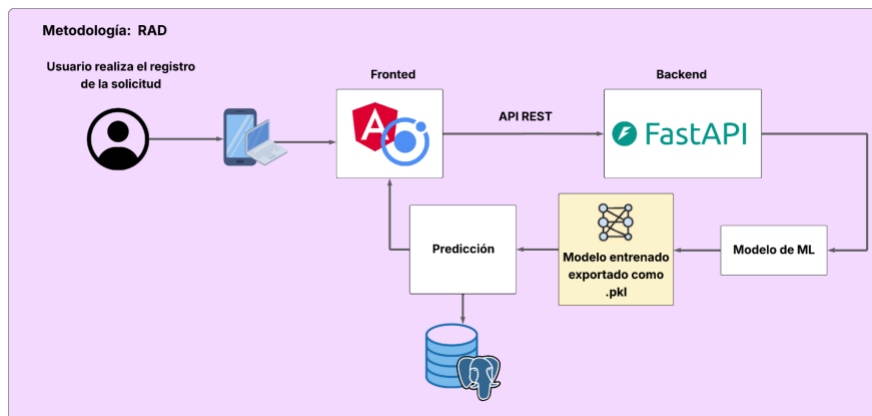 Metodología: RAD
Usuario realiza el registro
de la solicitud
Fronted
API REST
Backend
FastAPI
Predicción
Modelo entrenado
exportado como
.pkl
Modelo de ML